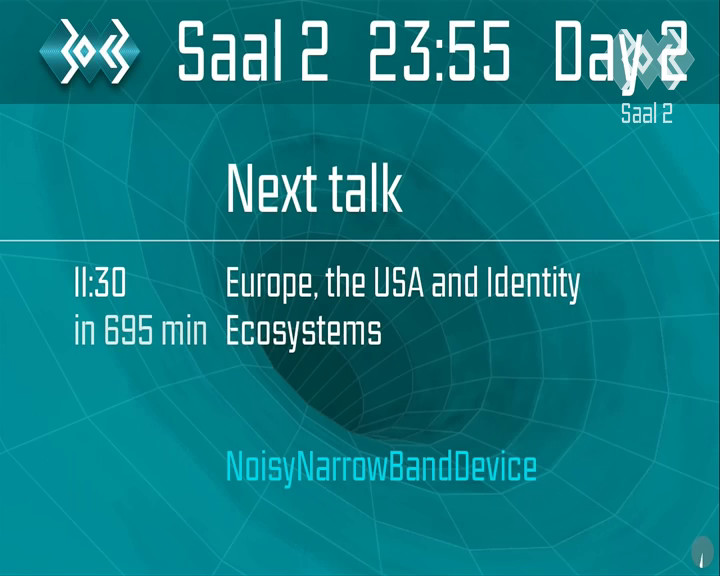 Saal 2 23:55 Day 2
Saal 2
Next talk
11:30 Europe, the USA and Identity
in 695 min Ecosystems
NoisyNarrowBandDevice